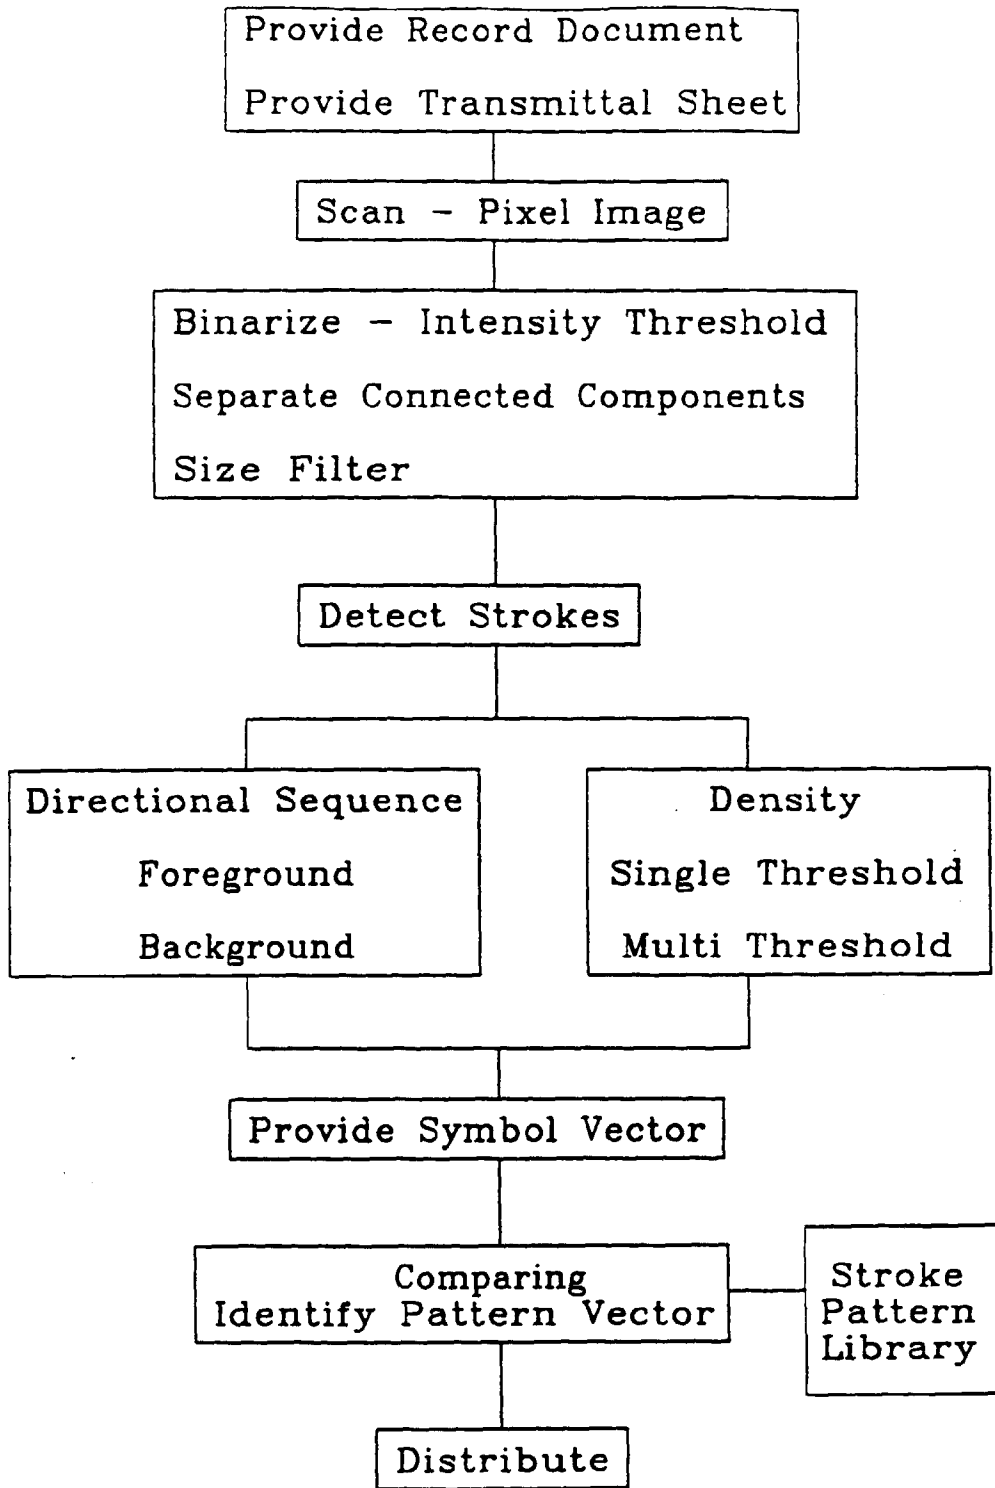 Provide Record Document
Provide Transmittal Sheet
Scan - Pixel Image
Binarize - Intensity Threshold
Separate Connected Components
Size Filter
Detect Strokes
Directional Sequence
Foreground
Background
Density
Single Threshold
Multi Threshold
Provide Symbol Vector
Comparing
Identify Pattern Vector
Stroke
Pattern
Library
Distribute